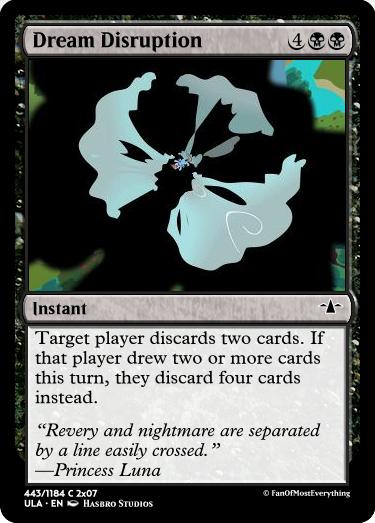 Dream Disruption 4
Instant
Target player discards two cards. If
that player drew two or more cards
this turn, they discard four cards
instead.
“Revery and nightmare are separated
by a line easily crossed.”
—Princess Luna
443/1184 C 2x07
ULA • EN Hasbro Studios
© FanOfMostEverything